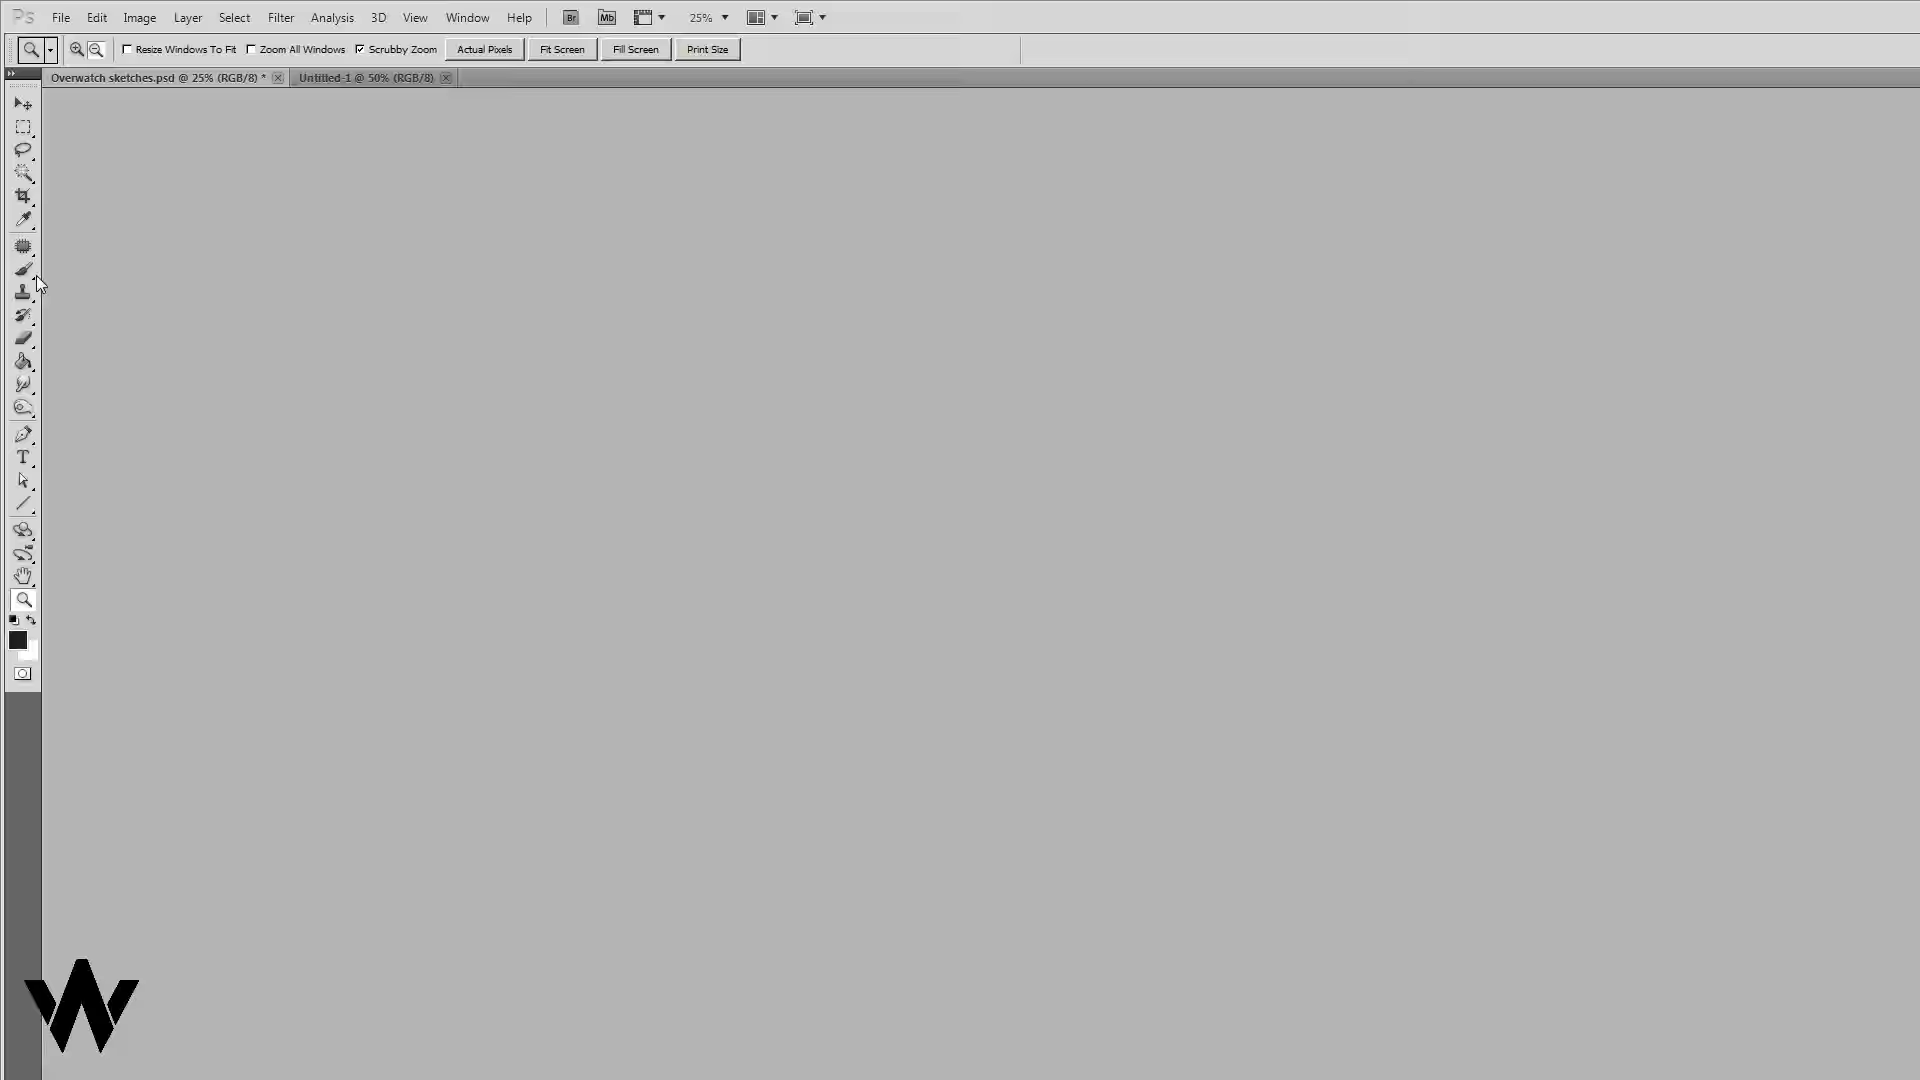 Ps File Edit Image Layer Select Filter Analysis 3D View Window Help Br Mb 25%
Resize Windows To Fit Zoom All Windows Scrubby Zoom Actual Pixels Fit Screen Fill Screen Print Size
Overwatch sketches.psd @ 25% (RGB/8) * Untitled-1 @ 50% (RGB/8)
T
W